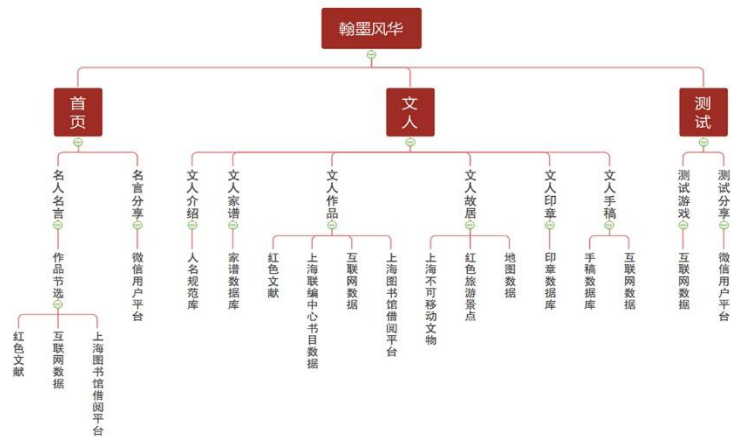 翰墨风华
首页
文人
测试
名人名言
名言分享
文人介绍
文人家谱
文人作品
文人故居
文人印章
文人手稿
测试游戏
测试分享
作品节选
微信用户平台
人名规范库
家谱数据库
红色文献
上海联编中心书目数据
互联网数据
上海图书馆借阅平台
上海不可移动文物
红色旅游景点
地图数据
印章数据库
手稿数据库
互联网数据
互联网数据
微信用户平台
红色文献
互联网数据
上海图书馆借阅平台